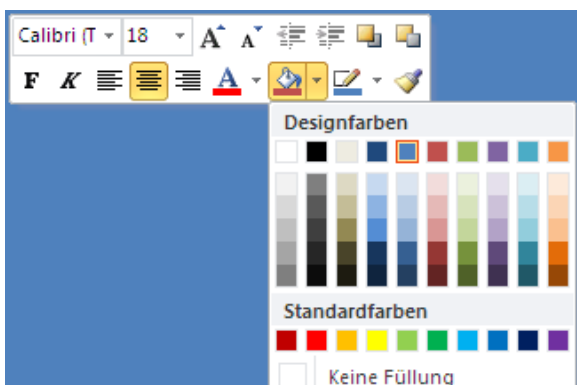 Calibri (T 18 A A
F K A
Designfarben
Standardfarben
Keine Füllung